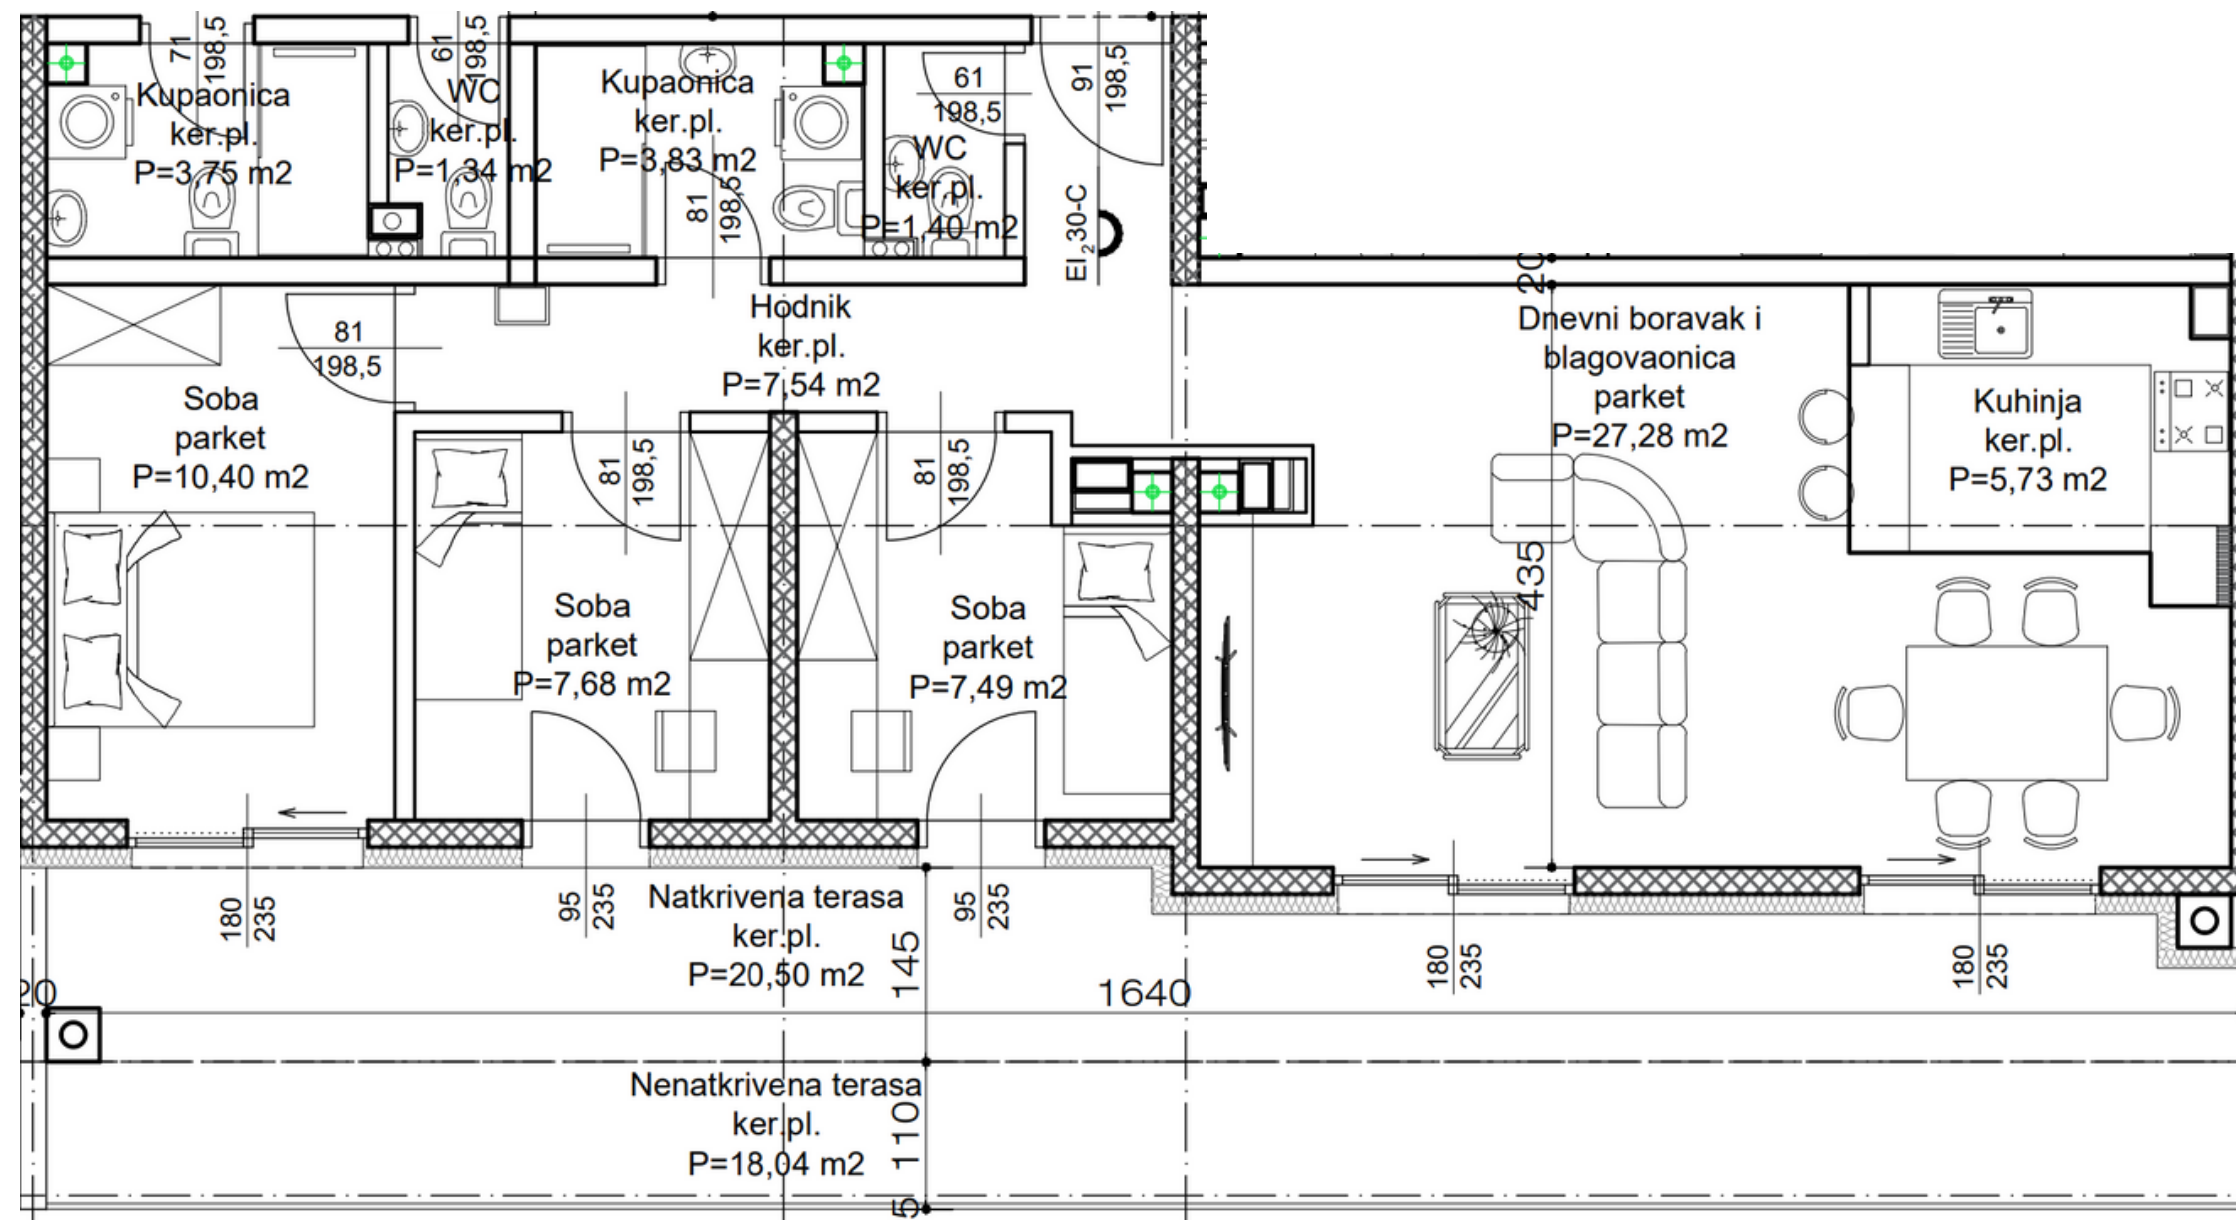 71
198,5
61
198,5
Kupaonica
ker.pl.
P=3,75 m2
WC
ker.pl.
P=1,34 m2
Kupaonica
ker.pl.
P=3,83 m2
81
198,5
61
198,5
WC
ker.pl.
P=1,40 m2
91
198,5
EI₂30-C
81
198,5
Hodnik
ker.pl.
P=7,54 m2
20
Dnevni boravak i
blagovaonica
parket
P=27,28 m2
Kuhinja
ker.pl.
P=5,73 m2
Soba
parket
P=10,40 m2
81
198,5
81
198,5
435
Soba
parket
P=7,68 m2
Soba
parket
P=7,49 m2
180
235
95
235
Natkrivena terasa
ker.pl.
P=20,50 m2
145
95
235
180
235
180
235
20
1640
Nenatkrivena terasa
ker.pl.
P=18,04 m2
110
5